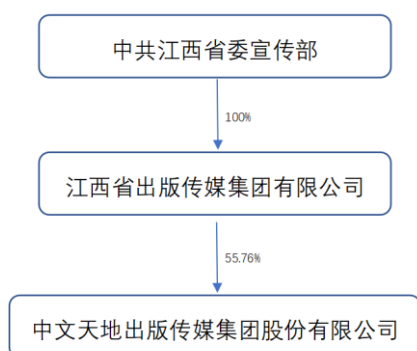 中共江西省委宣传部
100%
江西省出版传媒集团有限公司
55.76%
中文天地出版传媒集团股份有限公司